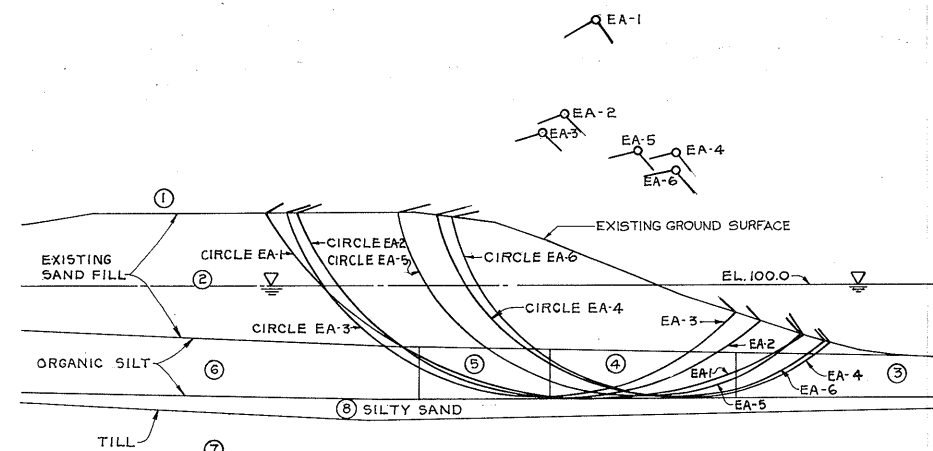 EA-1
EA-2
EA-3
EA-5
EA-4
EA-6
1
EXISTING GROUND SURFACE
CIRCLE EA-2
CIRCLE EA-1
CIRCLE EA-5
CIRCLE EA-6
EXISTING
SAND FILL
2
EL.100.0
CIRCLE EA-4
CIRCLE EA-3
EA-3
EA-2
ORGANIC SILT
6
5
4
3
EA-1
EA-4
EA-6
EA-5
8 SILTY SAND
TILL
7